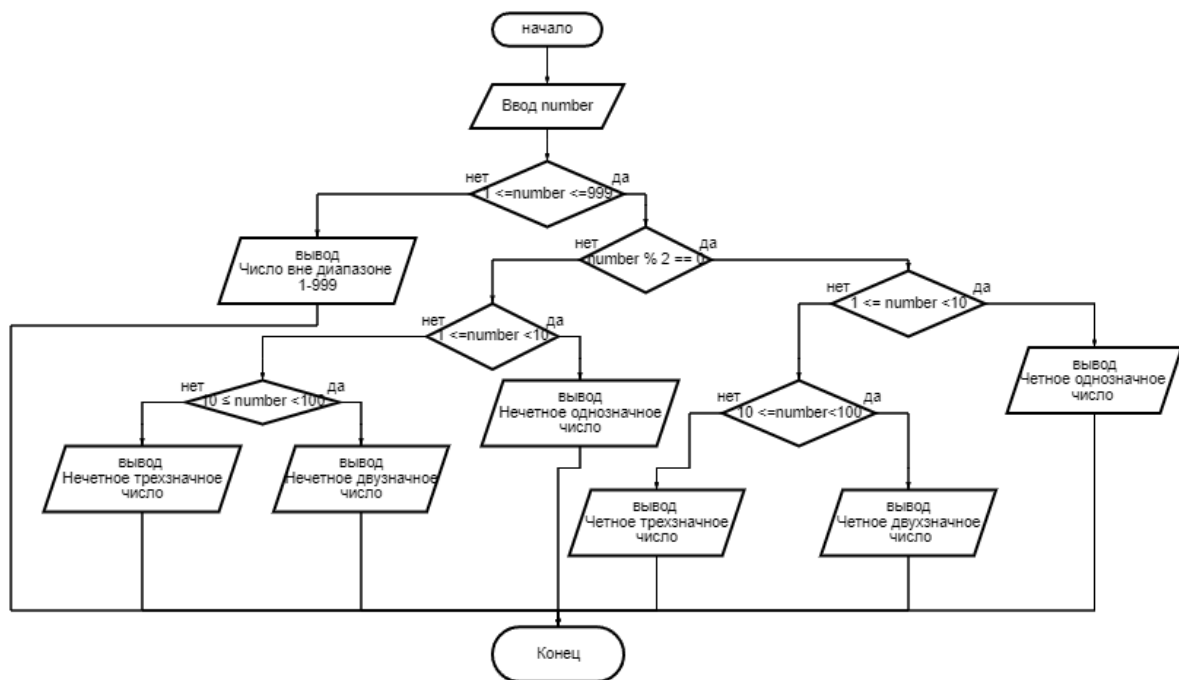 начало
Ввод number
нет
да
1 <=number <=999
нет
да
number % 2 == 0
вывод
Число вне диапазоне
1-999
нет
да
1 <= number <10
нет
да
1 <=number <10
вывод
Четное однозначное
число
нет
да
10 ≤ number <100
вывод
Нечетное однозначное
число
нет
да
10 <=number<100
вывод
Нечетное трехзначное
число
вывод
Нечетное двузначное
число
вывод
Четное трехзначное
число
вывод
Четное двухзначное
число
Конец